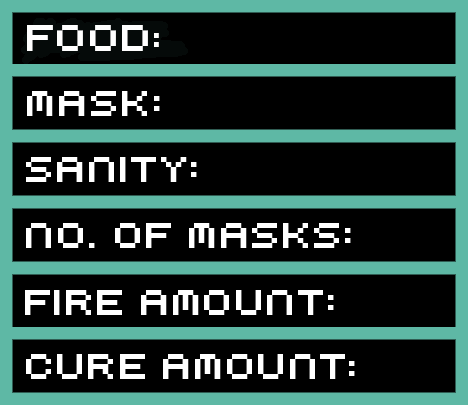 FOOD:
MASK:
SANITY:
NO. OF MASKS:
FIRE AMOUNT:
CURE AMOUNT: